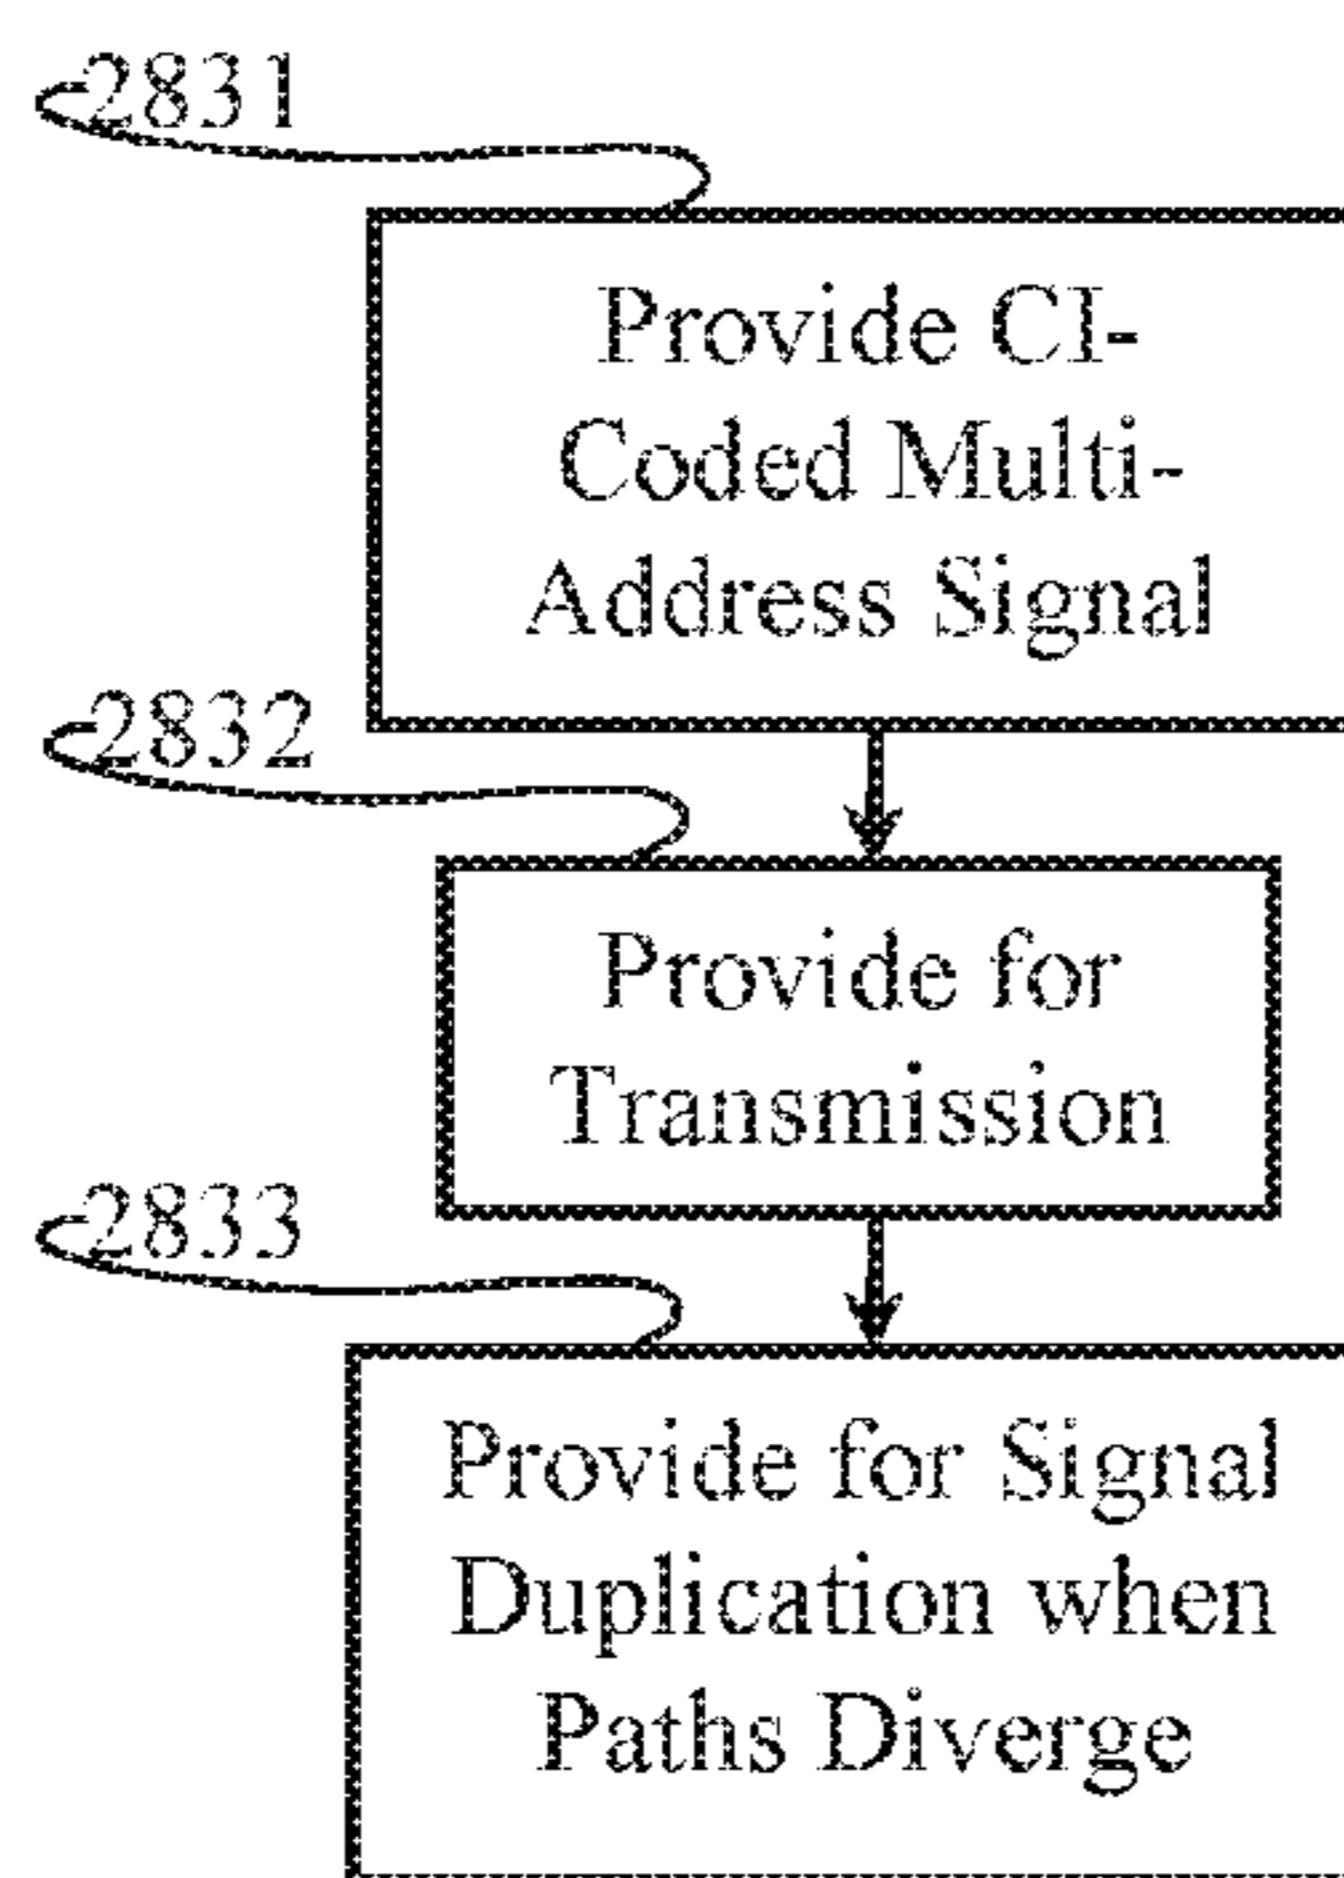 2831
Provide CI-
Coded Multi-
Address Signal
2832
Provide for
Transmission
2833
Provide for Signal
Duplication when
Paths Diverge